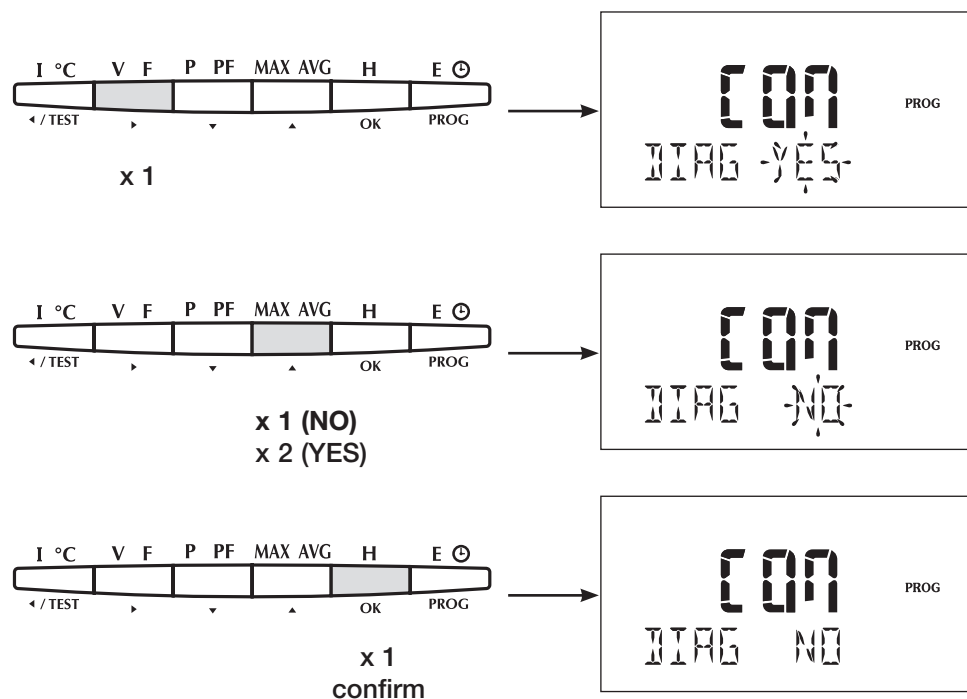 I °C V F P PF MAX AVG H E
◂ / TEST ▸ ▾ ▴ OK PROG
x 1
COM
PROG
DIAG YES
I °C V F P PF MAX AVG H E
◂ / TEST ▸ ▾ ▴ OK PROG
x 1 (NO)
x 2 (YES)
COM
PROG
DIAG NO
I °C V F P PF MAX AVG H E
◂ / TEST ▸ ▾ ▴ OK PROG
x 1
confirm
COM
PROG
DIAG NO